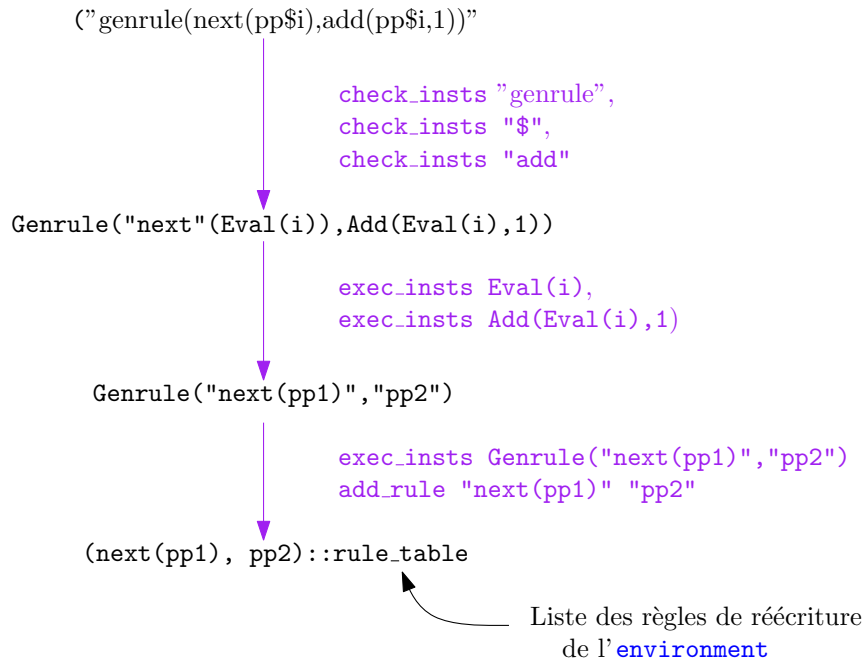 ("genrule(next(pp$i),add(pp$i,1))"
check_insts ”genrule”,
check_insts "$",
check_insts "add"
Genrule("next"(Eval(i)),Add(Eval(i),1))
exec_insts Eval(i),
exec_insts Add(Eval(i),1)
Genrule("next(pp1)","pp2")
exec_insts Genrule("next(pp1)","pp2")
add_rule "next(pp1)" "pp2"
(next(pp1), pp2)::rule_table
Liste des règles de réécriture
de l'environment